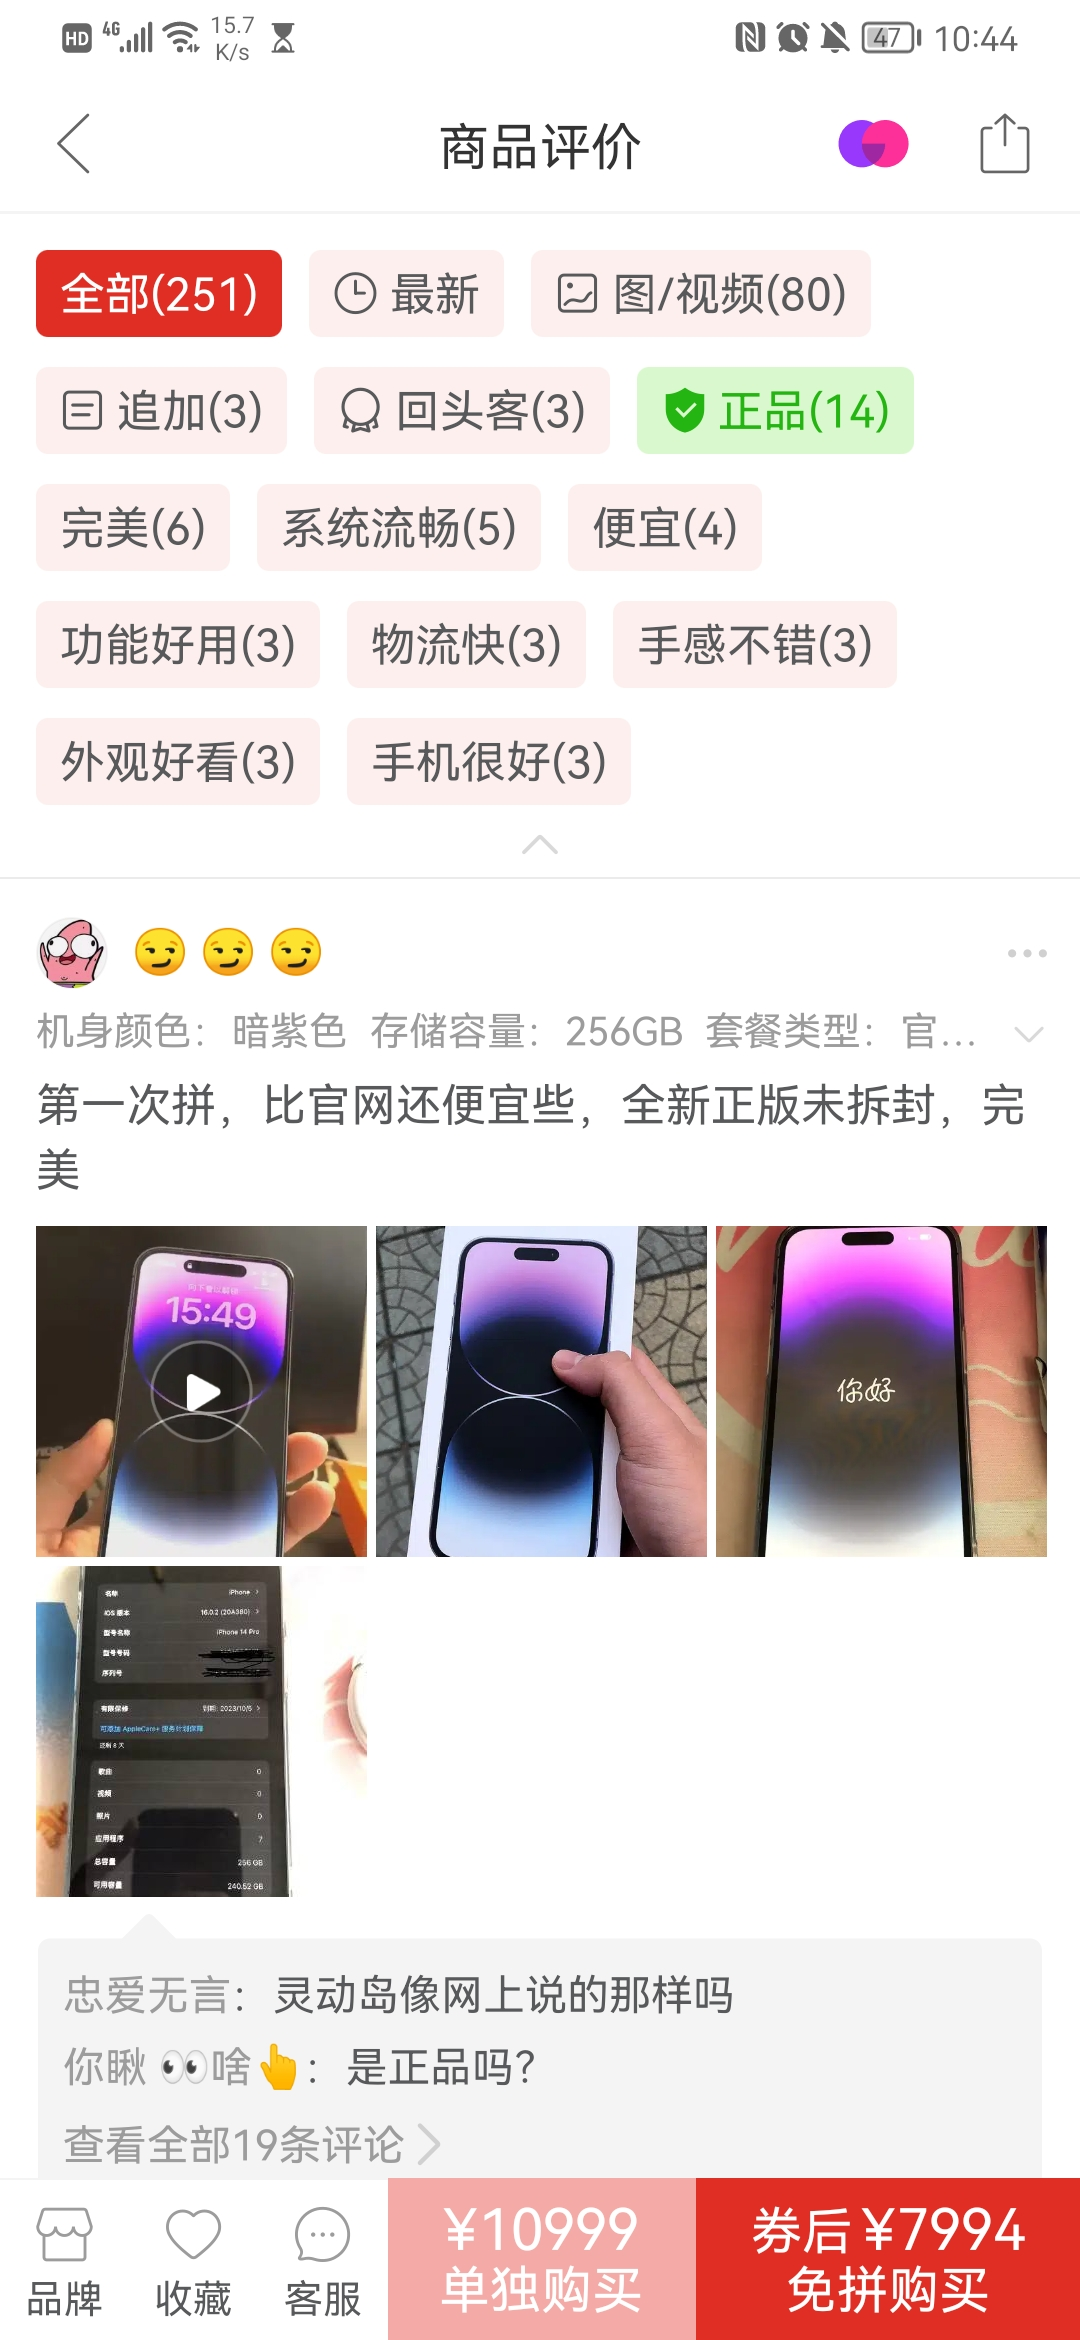 HD 4G 15.7 K/s 47 10:44
商品评价
全部(251) 最新 图/视频(80)
追加(3) 回头客(3) 正品(14)
完美(6) 系统流畅(5) 便宜(4)
功能好用(3) 物流快(3) 手感不错(3)
外观好看(3) 手机很好(3)
😏 😏 😏
机身颜色：暗紫色 存储容量：256GB 套餐类型：官...
第一次拼，比官网还便宜些，全新正版未拆封，完
美
15:49
你好
名称 iPhone
iOS 版本 16.0.2 (20A380)
型号名称 iPhone 14 Pro
型号号码
序列号
有限保修 到期: 2023/10/5
可添加 AppleCare+ 服务计划保障
还剩 8 天
歌曲 0
视频 0
照片 0
应用程序 7
总容量 256 GB
可用容量 240.52 GB
忠爱无言：灵动岛像网上说的那样吗
你瞅 👀啥👆：是正品吗？
查看全部19条评论
品牌 收藏 客服
¥10999
单独购买
券后¥7994
免拼购买